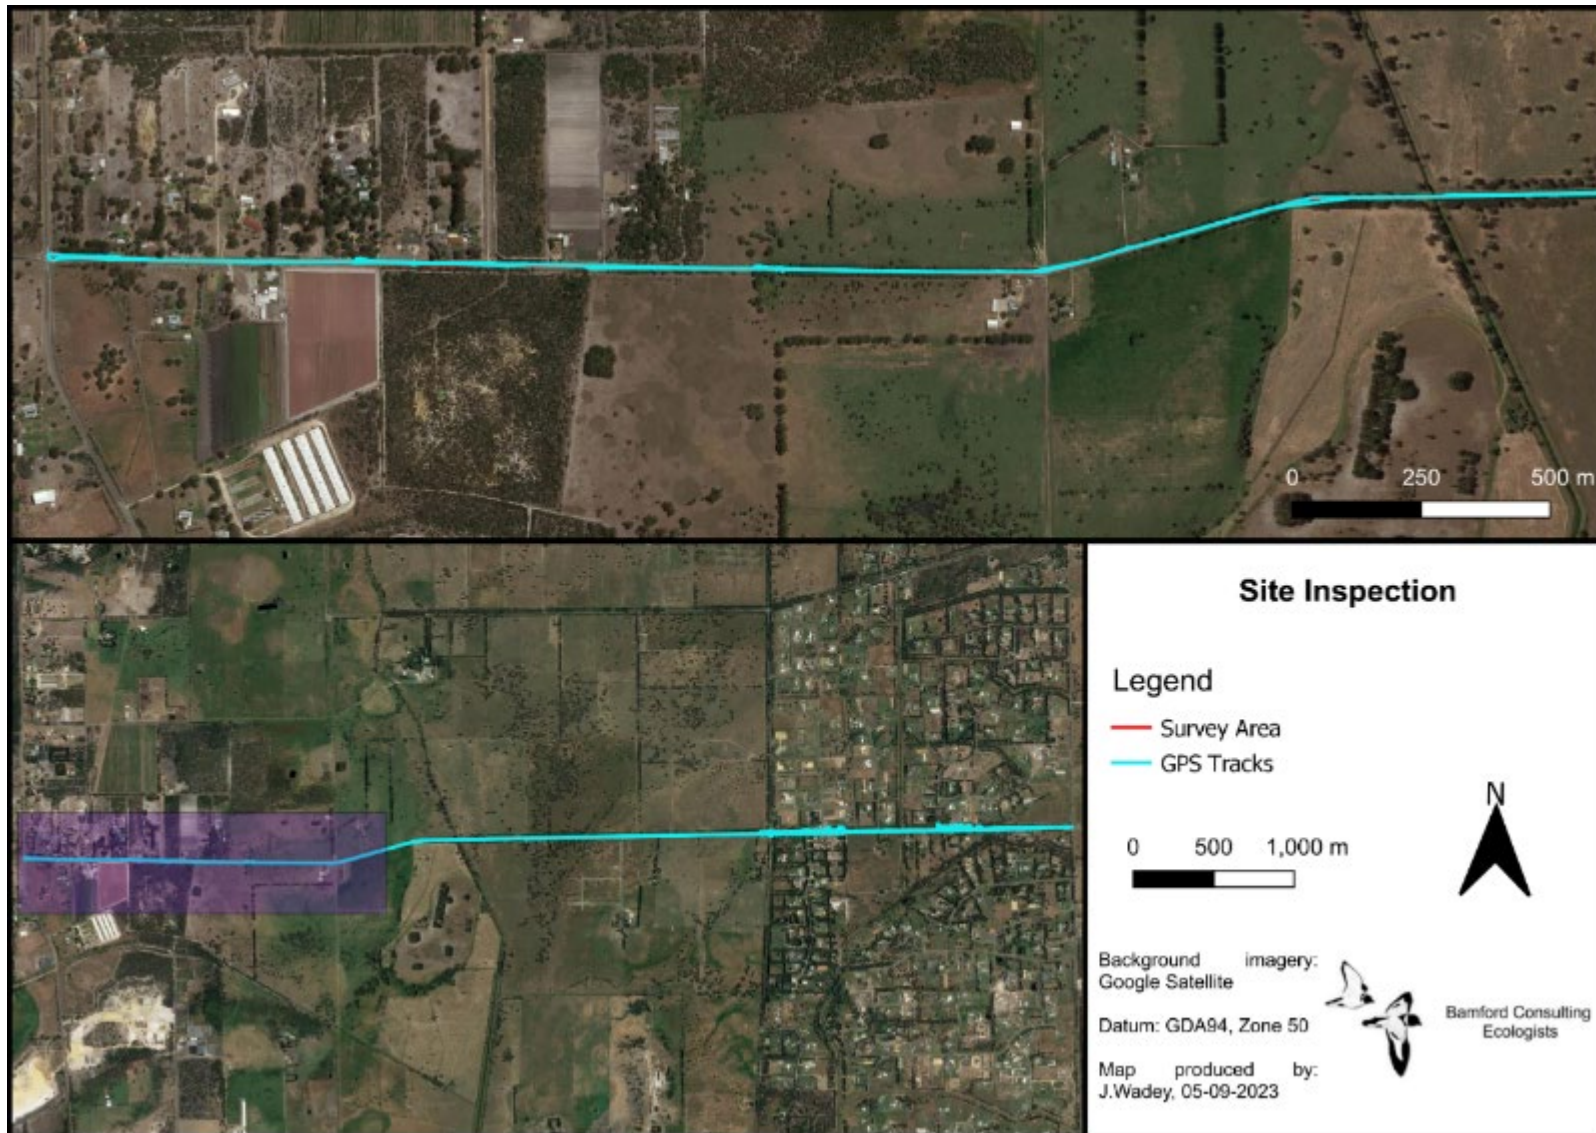 0 250 500 m
Site Inspection
Legend
Survey Area
GPS Tracks
N
0 500 1,000 m
Background imagery:
Google Satellite
Datum: GDA94, Zone 50
Map produced by:
J.Wadey, 05-09-2023
Bamford Consulting
Ecologists